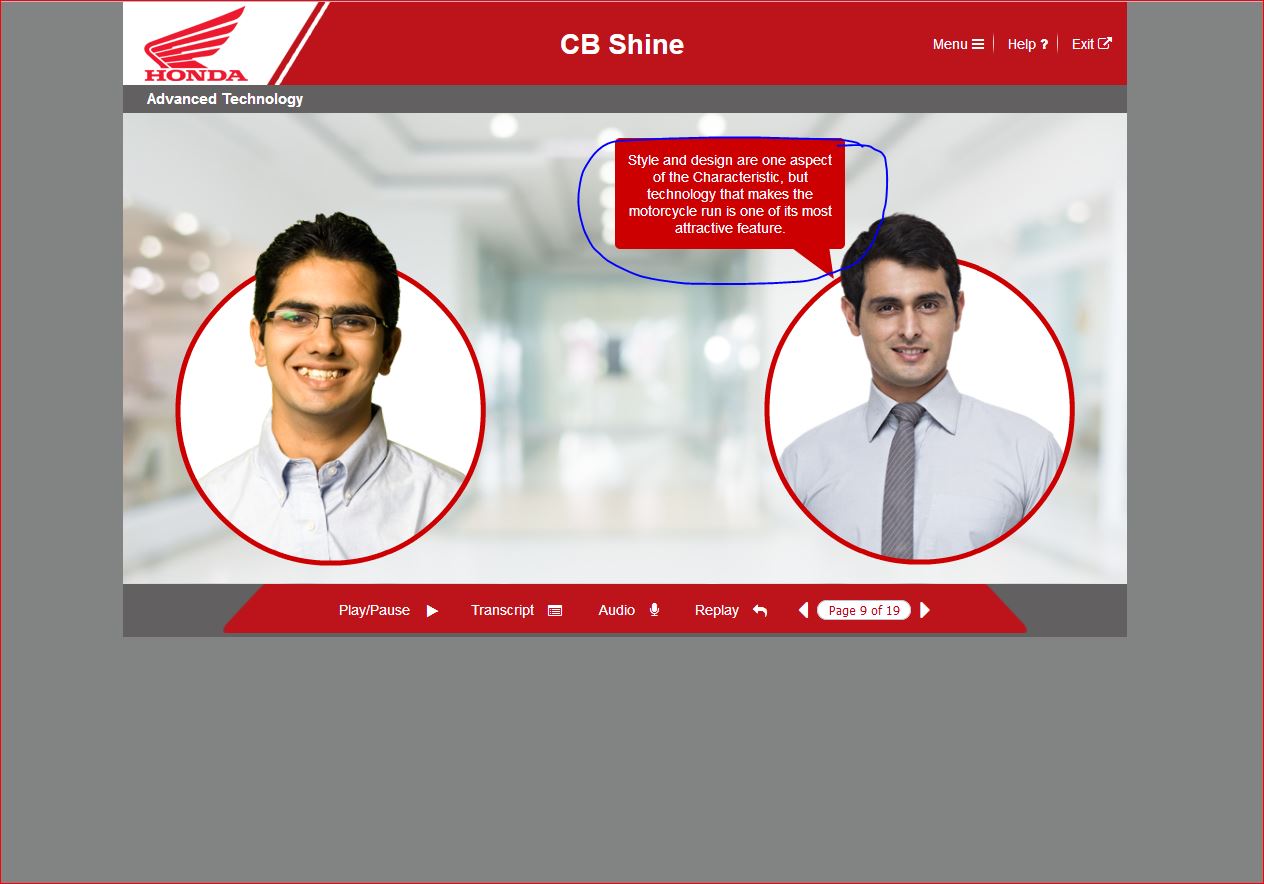 HONDA
CB Shine
Menu
Help ?
Exit
Advanced Technology
Style and design are one aspect
of the Characteristic, but
technology that makes the
motorcycle run is one of its most
attractive feature.
Play/Pause
Transcript
Audio
Replay
Page 9 of 19